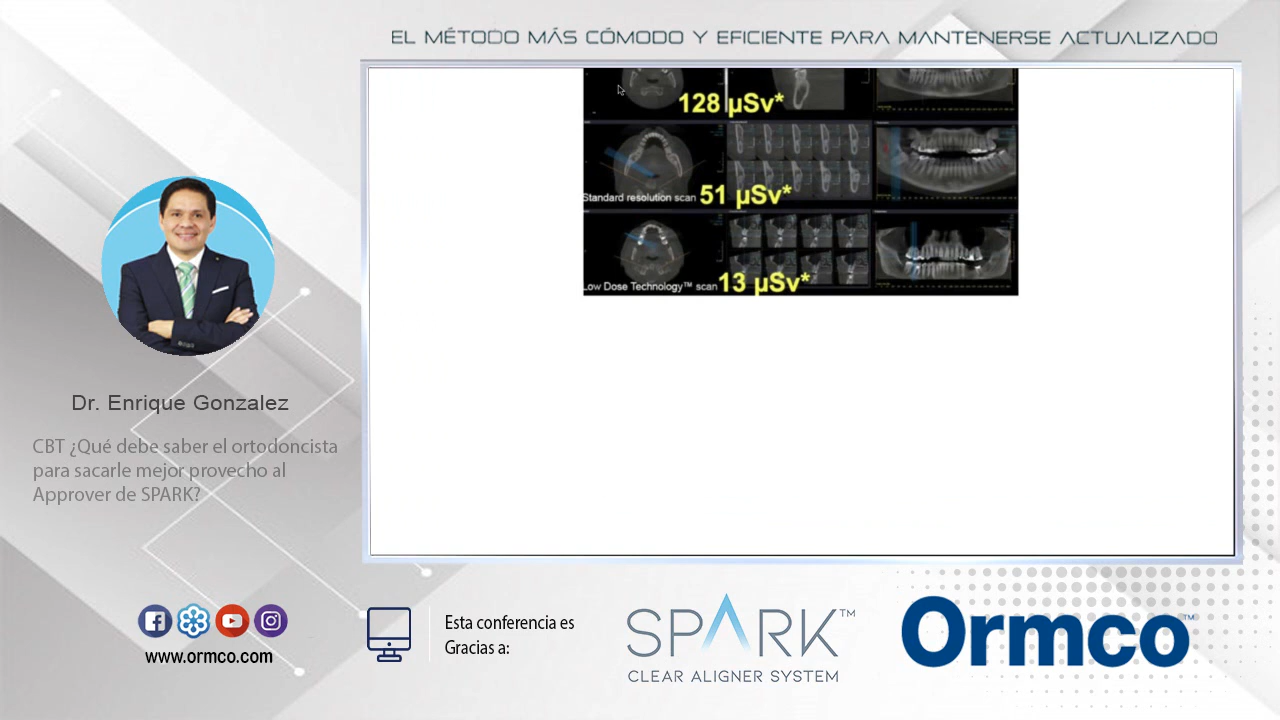 EL MÉTODO MÁS CÓMODO Y EFICIENTE PARA MANTENERSE ACTUALIZADO
128 µSv*
Standard resolution scan 51 µSv*
Low Dose Technology™ scan 13 µSv*
Dr. Enrique Gonzalez
CBT ¿Qué debe saber el ortodoncista
para sacarle mejor provecho al
Approver de SPARK?
www.ormco.com
Esta conferencia es
Gracias a:
SPARK™
CLEAR ALIGNER SYSTEM
Ormco™